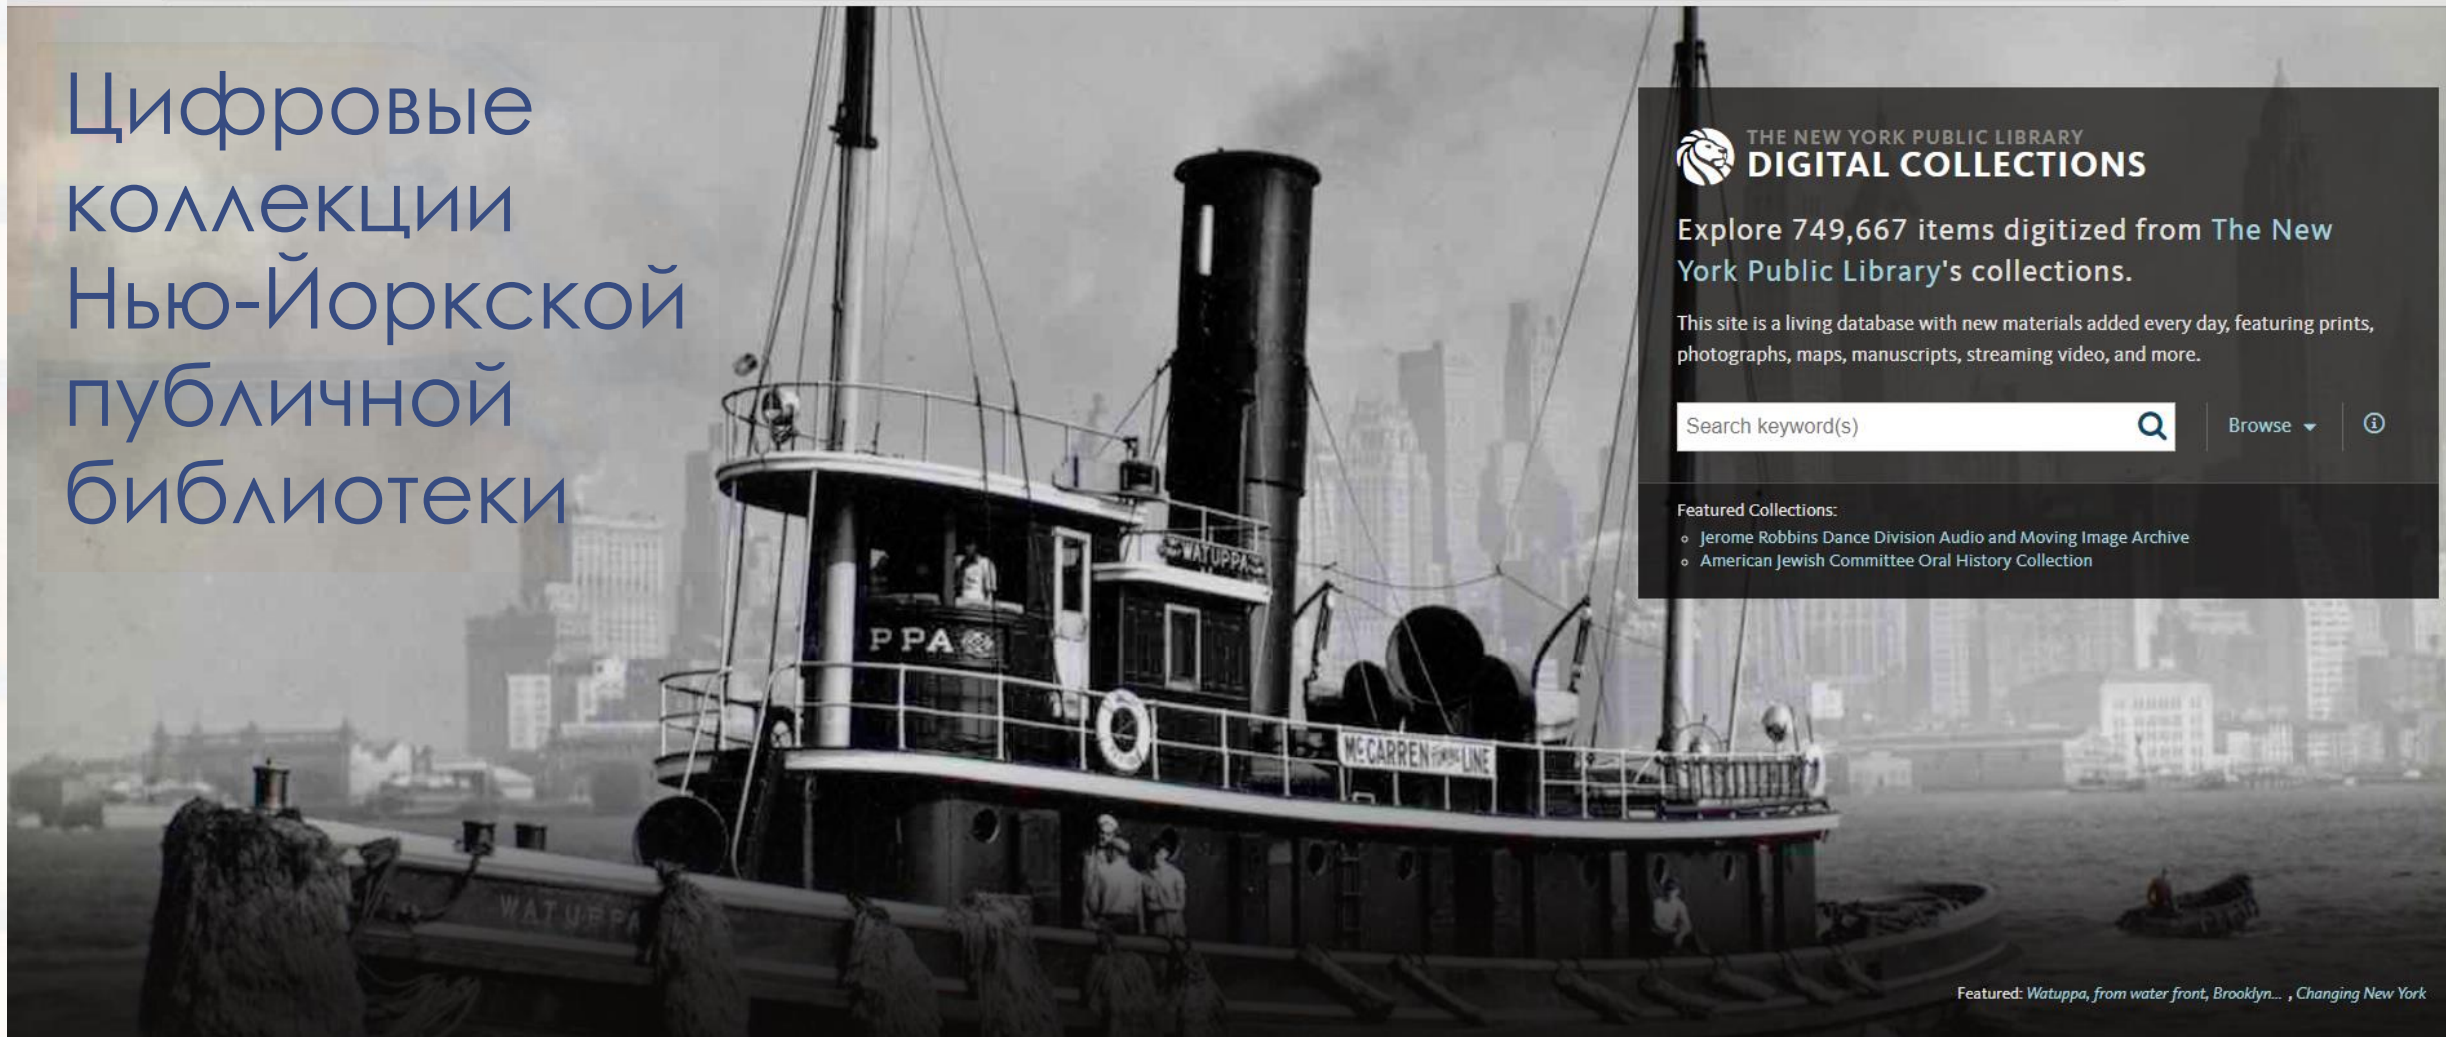 Цифровые
коллекции
Нью-Йоркской
публичной
библиотеки
THE NEW YORK PUBLIC LIBRARY
DIGITAL COLLECTIONS
Explore 749,667 items digitized from The New
York Public Library's collections.
This site is a living database with new materials added every day, featuring prints,
photographs, maps, manuscripts, streaming video, and more.
Search keyword(s)
Browse
Featured Collections:
Jerome Robbins Dance Division Audio and Moving Image Archive
American Jewish Committee Oral History Collection
WATUPPA
PPA
McCARREN TOWING LINE
WATUPPA
Featured: Watuppa, from water front, Brooklyn... , Changing New York